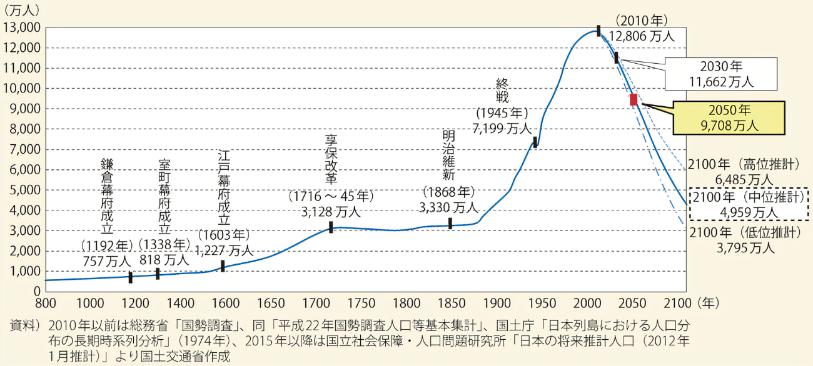 （万人）
13,000
12,000
11,000
10,000
9,000
8,000
7,000
6,000
5,000
4,000
3,000
2,000
1,000
0
800 1000 1200 1400 1600 1700 1750 1800 1850 1900 1950 2000 2050 2100（年）
鎌倉幕府成立
（1192年）
757万人
室町幕府成立
（1338年）
818万人
江戸幕府成立
（1603年）
1,227万人
享保改革
（1716～45年）
3,128万人
明治維新
（1868年）
3,330万人
終戦
（1945年）
7,199万人
（2010年）
12,806万人
2030年
11,662万人
2050年
9,708万人
2100年（高位推計）
6,485万人
2100年（中位推計）
4,959万人
2100年（低位推計）
3,795万人
資料）2010年以前は総務省「国勢調査」、同「平成22年国勢調査人口等基本集計」、国土庁「日本列島における人口分
布の長期時系列分析」（1974年）、2015年以降は国立社会保障・人口問題研究所「日本の将来推計人口（2012年
1月推計）」より国土交通省作成